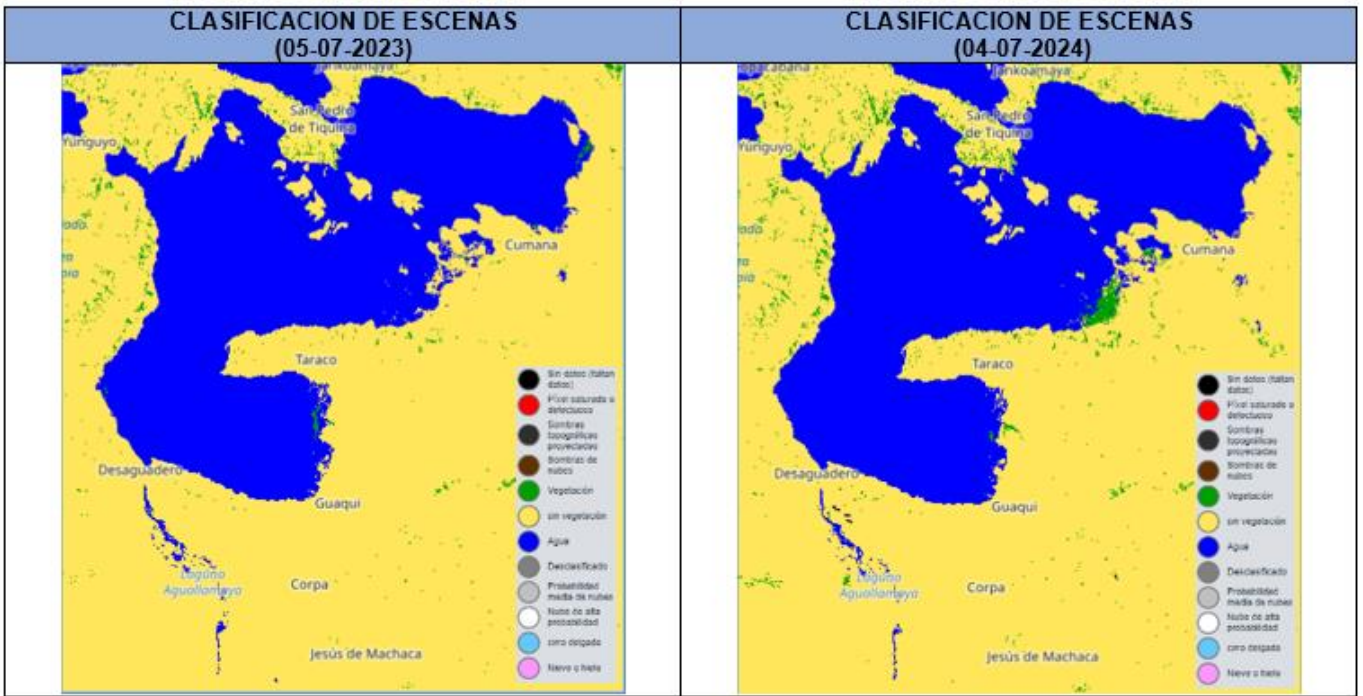 CLASIFICACION DE ESCENAS
(05-07-2023)
CLASIFICACION DE ESCENAS
(04-07-2024)
Jankoamaya
San Pedro
de Tiquina
Yunguyo
Cumana
Taraco
Desaguadero
Guaqui
Laguna
Aguallamaya
Corpa
Jesús de Machaca
Sin datos (faltan
datos)
Píxel saturado o
defectuoso
Sombras
topográficas
proyectadas
Sombras de
nubes
Vegetación
sin vegetación
Agua
Desclasificado
Probabilidad
media de nubes
Nube de alta
probabilidad
cirro delgada
Nieve o hielo
Jankoamaya
San Pedro
de Tiquina
Yunguyo
Cumana
Taraco
Desaguadero
Guaqui
Laguna
Aguallamaya
Corpa
Jesús de Machaca
Sin datos (faltan
datos)
Píxel saturado o
defectuoso
Sombras
topográficas
proyectadas
Sombras de
nubes
Vegetación
sin vegetación
Agua
Desclasificado
Probabilidad
media de nubes
Nube de alta
probabilidad
cirro delgada
Nieve o hielo